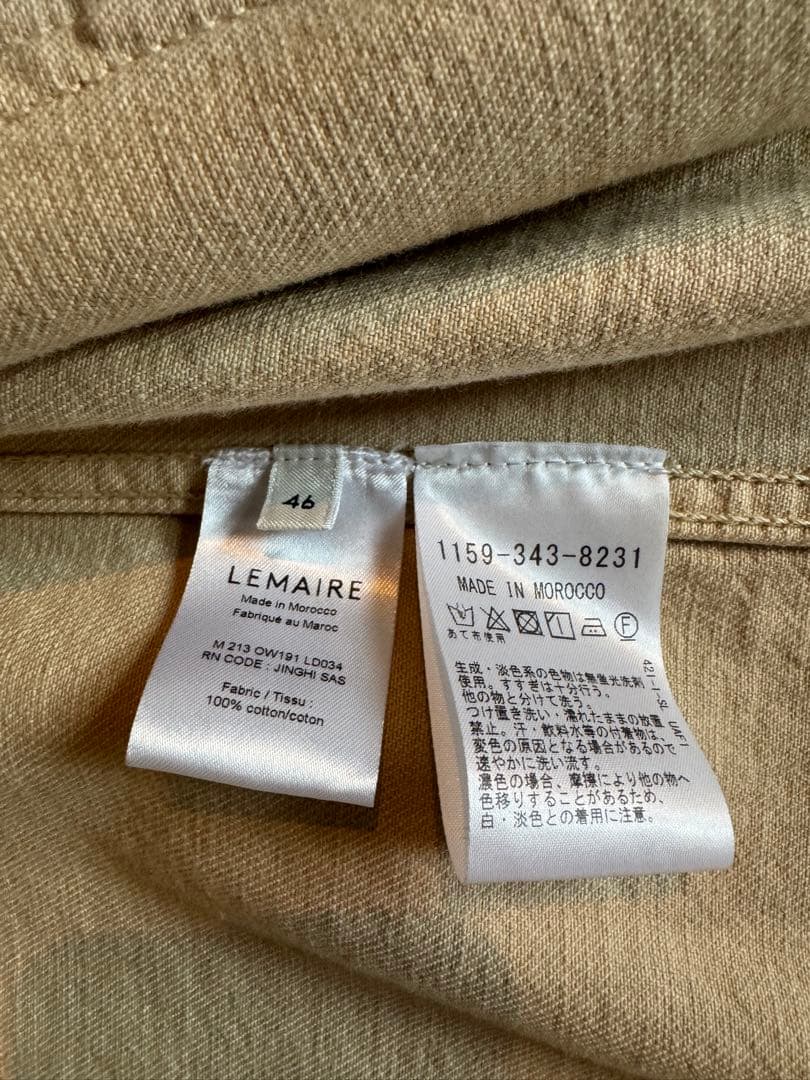 46
LEMAIRE
Made in Morocco
Fabriqué au Maroc
M 213 OW191 LD034
RN CODE : JINGHI SAS
Fabric / Tissu :
100% cotton/coton
1159-343-8231
MADE IN MOROCCO
F
あて布使用
生成・淡色系の色物は無蛍光洗剤
使用。すすぎは十分行う。
他の物と分けて洗う。
つけ置き洗い・濡れたままの放置
禁止。汗・飲料水等の付着物は、
変色の原因となる場合があるので
速やかに洗い流す。
濃色の場合、摩擦により他の物へ
色移りすることがあるため、
白・淡色との着用に注意。